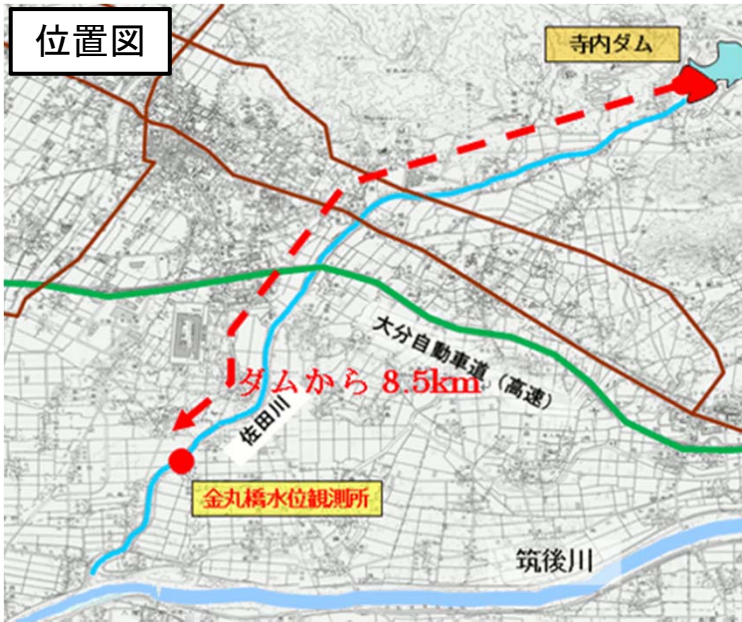 位置図
寺内ダム
大分自動車道（高速）
ダムから 8.5km
佐田川
金丸橋水位観測所
筑後川